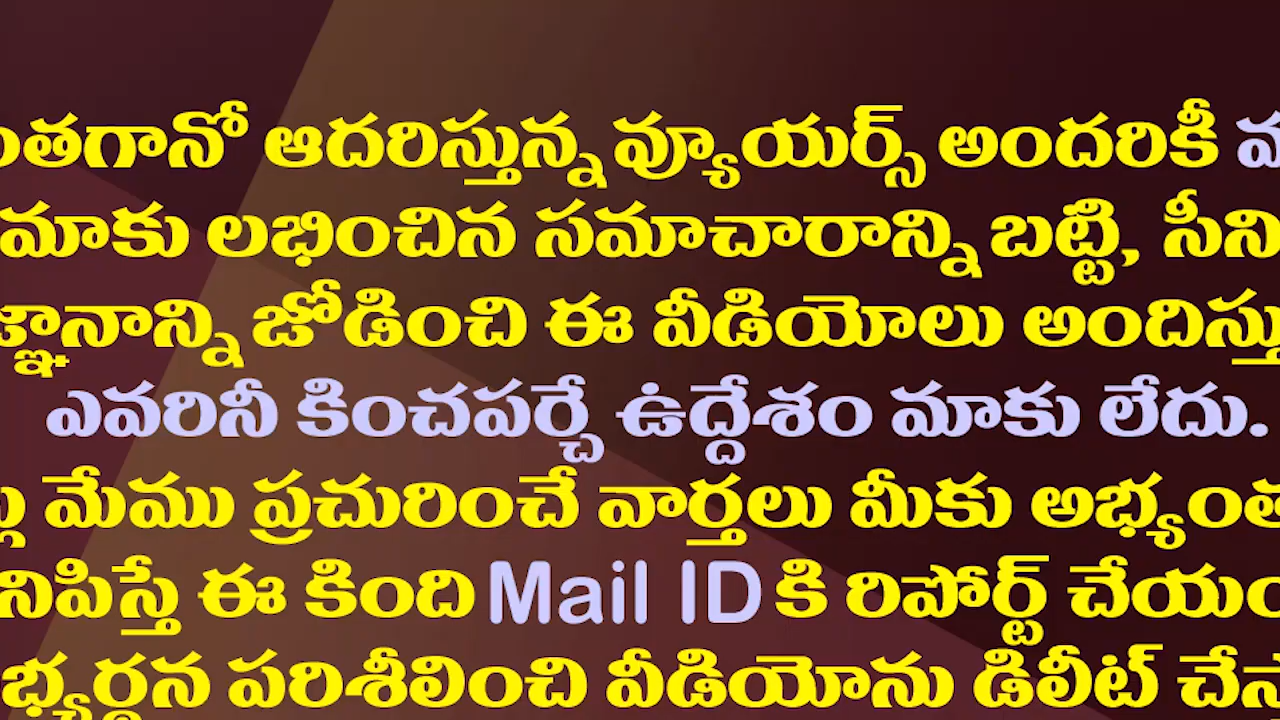 ఆదరిస్తున్న వ్యూయర్స్ అందరికీ
మాకు లభించిన సమాచారాన్ని బట్టి,
జోడించి ఈ వీడియోలు
ఎవరినీ కించపర్చే ఉద్దేశం మాకు లేదు.
మేము ప్రచురించే వార్తలు మీకు
ఈ కింది Mail ID కి రిపోర్ట్
పరిశీలించి వీడియోను డిలీట్